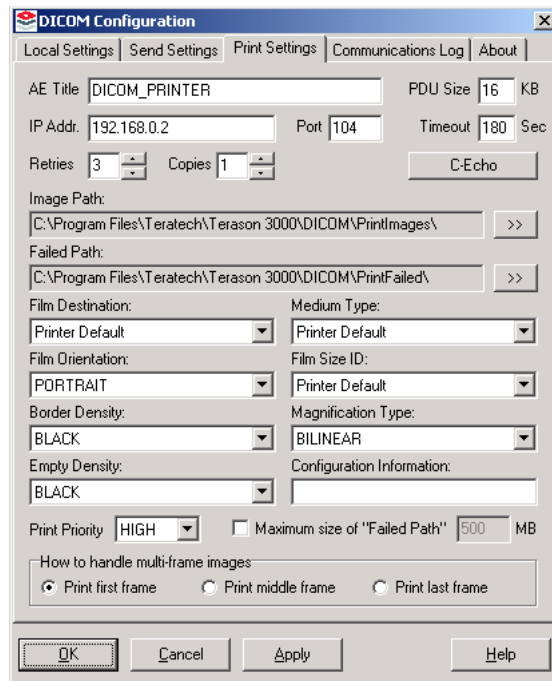 DICOM Configuration
Local Settings Send Settings Print Settings Communications Log About
AE Title DICOM_PRINTER PDU Size 16 KB
IP Addr. 192.168.0.2 Port 104 Timeout 180 Sec
Retries 3 Copies 1 C-Echo
Image Path:
C:\Program Files\Teratech\Terason 3000\DICOM\PrintImages\ >>
Failed Path:
C:\Program Files\Teratech\Terason 3000\DICOM\PrintFailed\ >>
Film Destination: Medium Type:
Printer Default Printer Default
Film Orientation: Film Size ID:
PORTRAIT Printer Default
Border Density: Magnification Type:
BLACK BILINEAR
Empty Density: Configuration Information:
BLACK
Print Priority HIGH Maximum size of "Failed Path" 500 MB
How to handle multi-frame images
Print first frame Print middle frame Print last frame
OK Cancel Apply Help